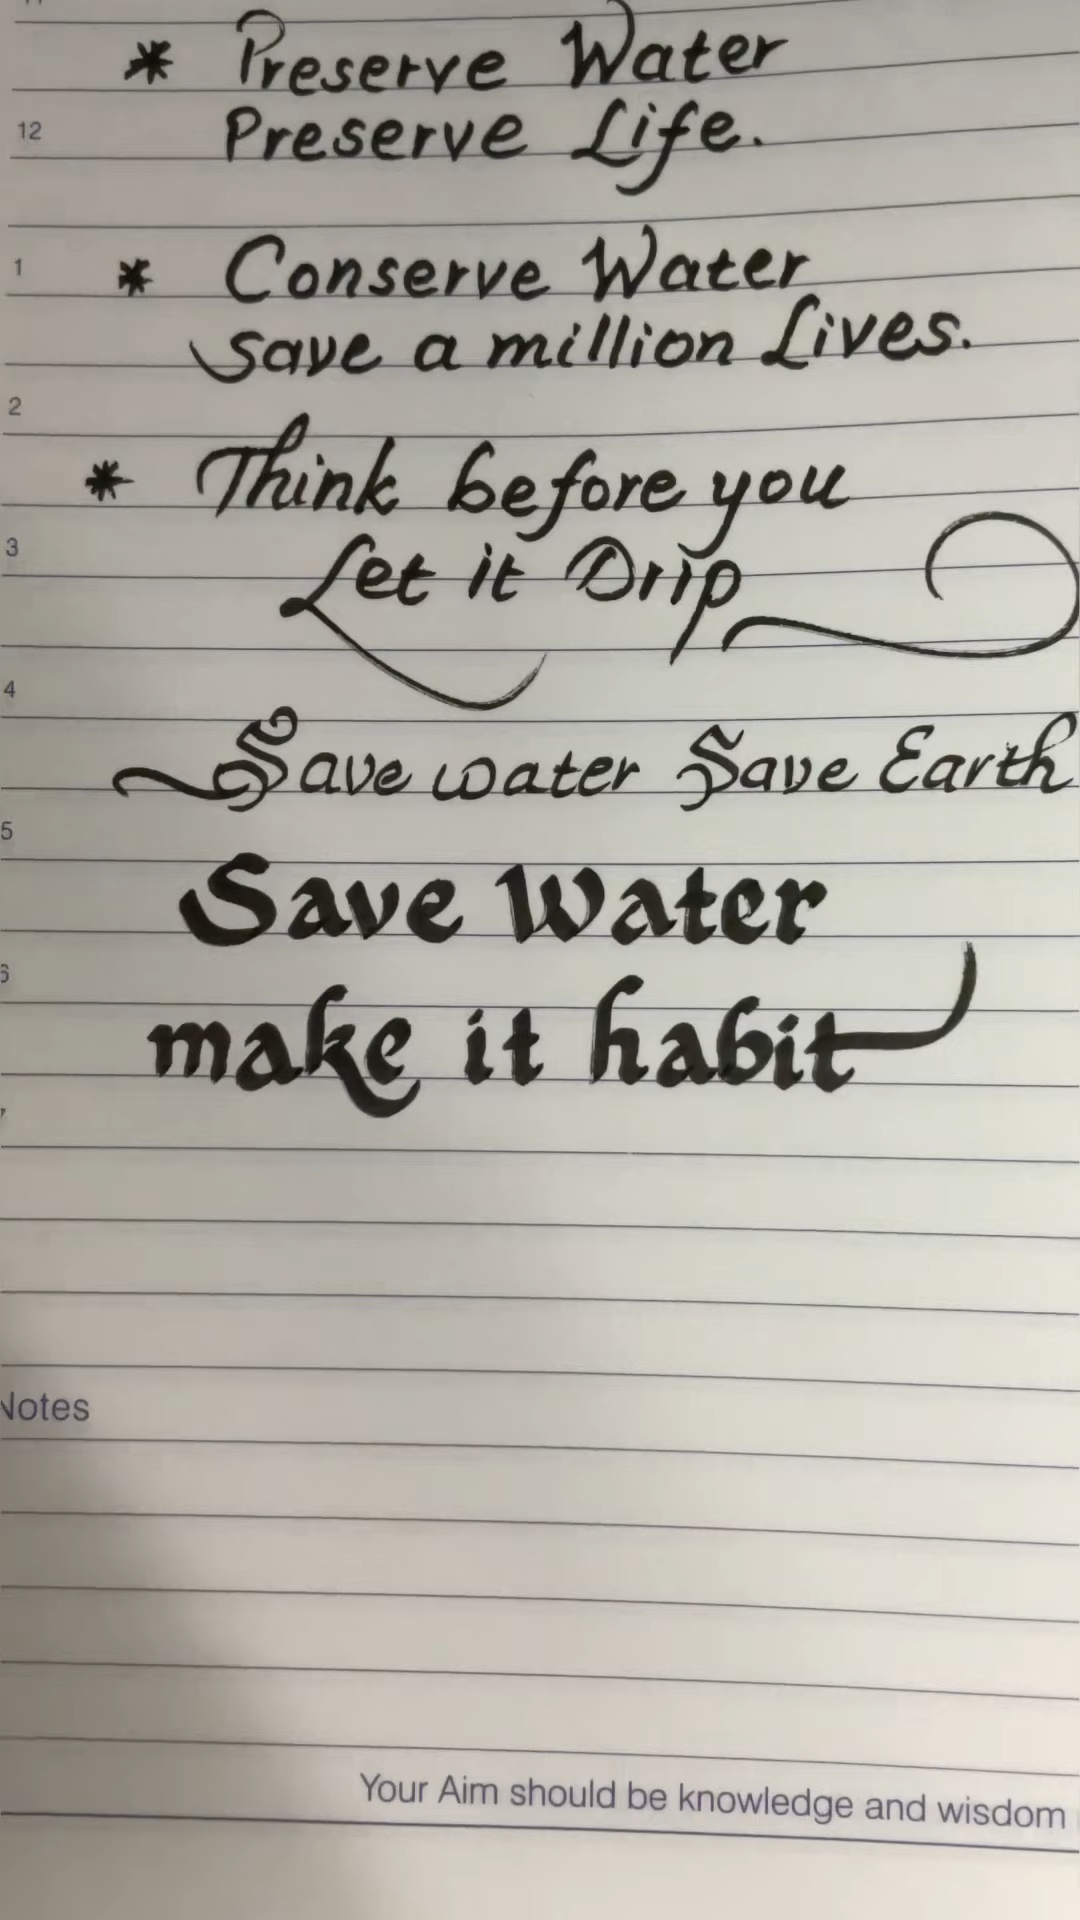 * Preserve Water
12 Preserve Life.
1 * Conserve Water
save a million Lives.
2
* Think before you
3 Let it Drip
4
Save water Save Earth
5
Save Water
6
make it habit
Notes
Your Aim should be knowledge and wisdom